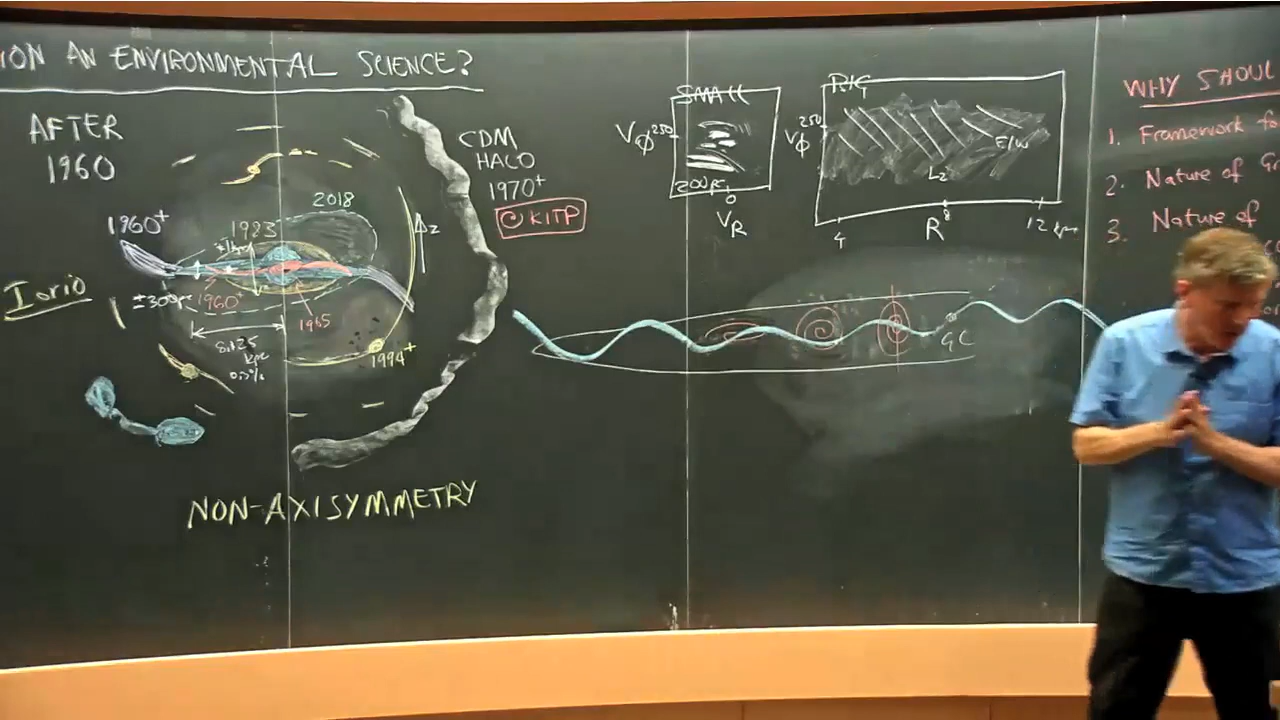 ION AN ENVIRONMENTAL SCIENCE?
AFTER
1960
1960+
1983
2018
Z
CDM
HALO
1970+
KITP
Iorio
±300pc
1960+
1965
8.125
kpc
1994+
NON-AXISYMMETRY
SMALL
Vϕ
250
200pc
0
VR
BIG
Vϕ
250
E/W
LZ
4
R
8
12 kpc
GC
WHY SHOUL
1. Framework fo
2. Nature of G
3. Nature of